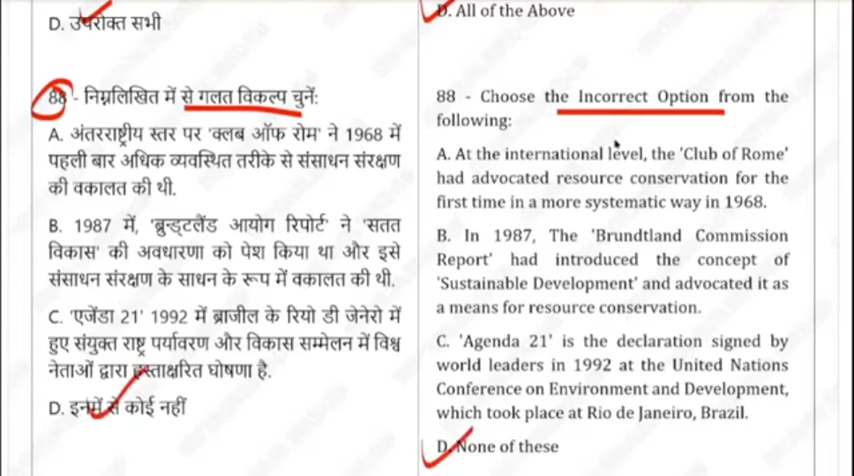 D. उपरोक्त सभी
88 - निम्नलिखित में से गलत विकल्प चुनें:
A. अंतरराष्ट्रीय स्तर पर 'क्लब ऑफ रोम' ने 1968 में
पहली बार अधिक व्यवस्थित तरीके से संसाधन संरक्षण
की वकालत की थी.
B. 1987 में, 'ब्रुन्ड्टलैंड आयोग रिपोर्ट' ने 'सतत
विकास' की अवधारणा को पेश किया था और इसे
संसाधन संरक्षण के साधन के रूप में वकालत की थी.
C. 'एजेंडा 21' 1992 में ब्राजील के रियो डी जेनेरो में
हुए संयुक्त राष्ट्र पर्यावरण और विकास सम्मेलन में विश्व
नेताओं द्वारा हस्ताक्षरित घोषणा है.
D. इनमें से कोई नहीं
D. All of the Above
88 - Choose the Incorrect Option from the
following:
A. At the international level, the 'Club of Rome'
had advocated resource conservation for the
first time in a more systematic way in 1968.
B. In 1987, The 'Brundtland Commission
Report' had introduced the concept of
'Sustainable Development' and advocated it as
a means for resource conservation.
C. 'Agenda 21' is the declaration signed by
world leaders in 1992 at the United Nations
Conference on Environment and Development,
which took place at Rio de Janeiro, Brazil.
D. None of these